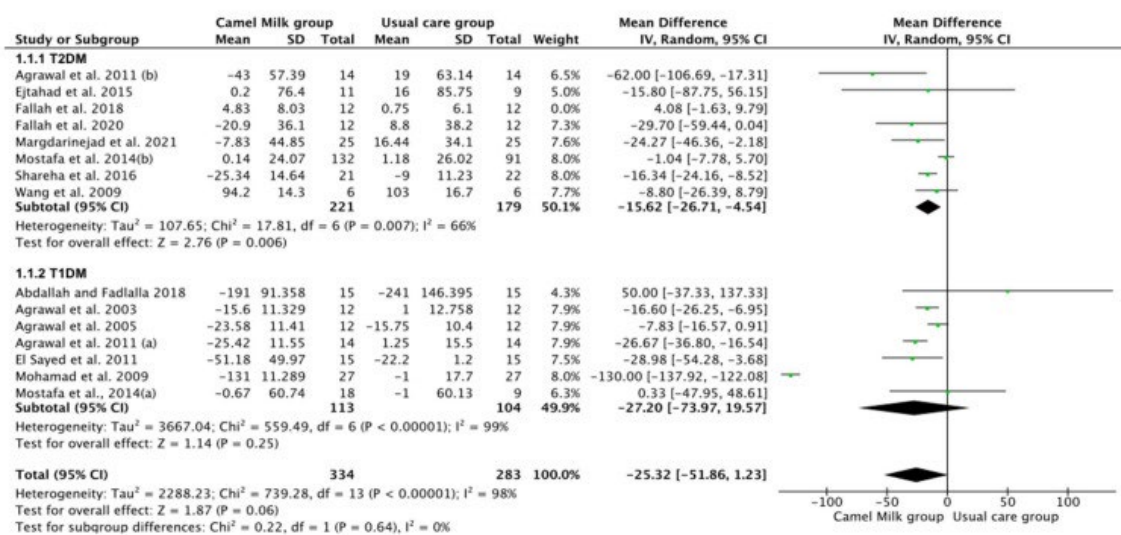 Camel Milk group Usual care group Mean Difference Mean Difference
Study or Subgroup Mean SD Total Mean SD Total Weight IV, Random, 95% CI IV, Random, 95% CI
1.1.1 T2DM
Agrawal et al. 2011 (b) -43 57.39 14 19 63.14 14 6.5% -62.00 [-106.69, -17.31]
Ejtahad et al. 2015 0.2 76.4 11 16 85.75 9 5.0% -15.80 [-87.75, 56.15]
Fallah et al. 2018 4.83 8.03 12 0.75 6.1 12 0.0% 4.08 [-1.63, 9.79]
Fallah et al. 2020 -20.9 36.1 12 8.8 38.2 12 7.3% -29.70 [-59.44, 0.04]
Margdarinejad et al. 2021 -7.83 44.85 25 16.44 34.1 25 7.6% -24.27 [-46.36, -2.18]
Mostafa et al. 2014(b) 0.14 24.07 132 1.18 26.02 91 8.0% -1.04 [-7.78, 5.70]
Shareha et al. 2016 -25.34 14.64 21 -9 11.23 22 8.0% -16.34 [-24.16, -8.52]
Wang et al. 2009 94.2 14.3 6 103 16.7 6 7.7% -8.80 [-26.39, 8.79]
Subtotal (95% CI) 221 179 50.1% -15.62 [-26.71, -4.54]
Heterogeneity: Tau² = 107.65; Chi² = 17.81, df = 6 (P = 0.007); I² = 66%
Test for overall effect: Z = 2.76 (P = 0.006)
1.1.2 T1DM
Abdallah and Fadlalla 2018 -191 91.358 15 -241 146.395 15 4.3% 50.00 [-37.33, 137.33]
Agrawal et al. 2003 -15.6 11.329 12 1 12.758 12 7.9% -16.60 [-26.25, -6.95]
Agrawal et al. 2005 -23.58 11.41 12 -15.75 10.4 12 7.9% -7.83 [-16.57, 0.91]
Agrawal et al. 2011 (a) -25.42 11.55 14 1.25 15.5 14 7.9% -26.67 [-36.80, -16.54]
El Sayed et al. 2011 -51.18 49.97 15 -22.2 1.2 15 7.5% -28.98 [-54.28, -3.68]
Mohamad et al. 2009 -131 11.289 27 -1 17.7 27 8.0% -130.00 [-137.92, -122.08]
Mostafa et al., 2014(a) -0.67 60.74 18 -1 60.13 9 6.3% 0.33 [-47.95, 48.61]
Subtotal (95% CI) 113 104 49.9% -27.20 [-73.97, 19.57]
Heterogeneity: Tau² = 3667.04; Chi² = 559.49, df = 6 (P < 0.00001); I² = 99%
Test for overall effect: Z = 1.14 (P = 0.25)
Total (95% CI) 334 283 100.0% -25.32 [-51.86, 1.23]
Heterogeneity: Tau² = 2288.23; Chi² = 739.28, df = 13 (P < 0.00001); I² = 98%
Test for overall effect: Z = 1.87 (P = 0.06)
Test for subgroup differences: Chi² = 0.22, df = 1 (P = 0.64), I² = 0%
-100 -50 0 50 100
Camel Milk group Usual care group